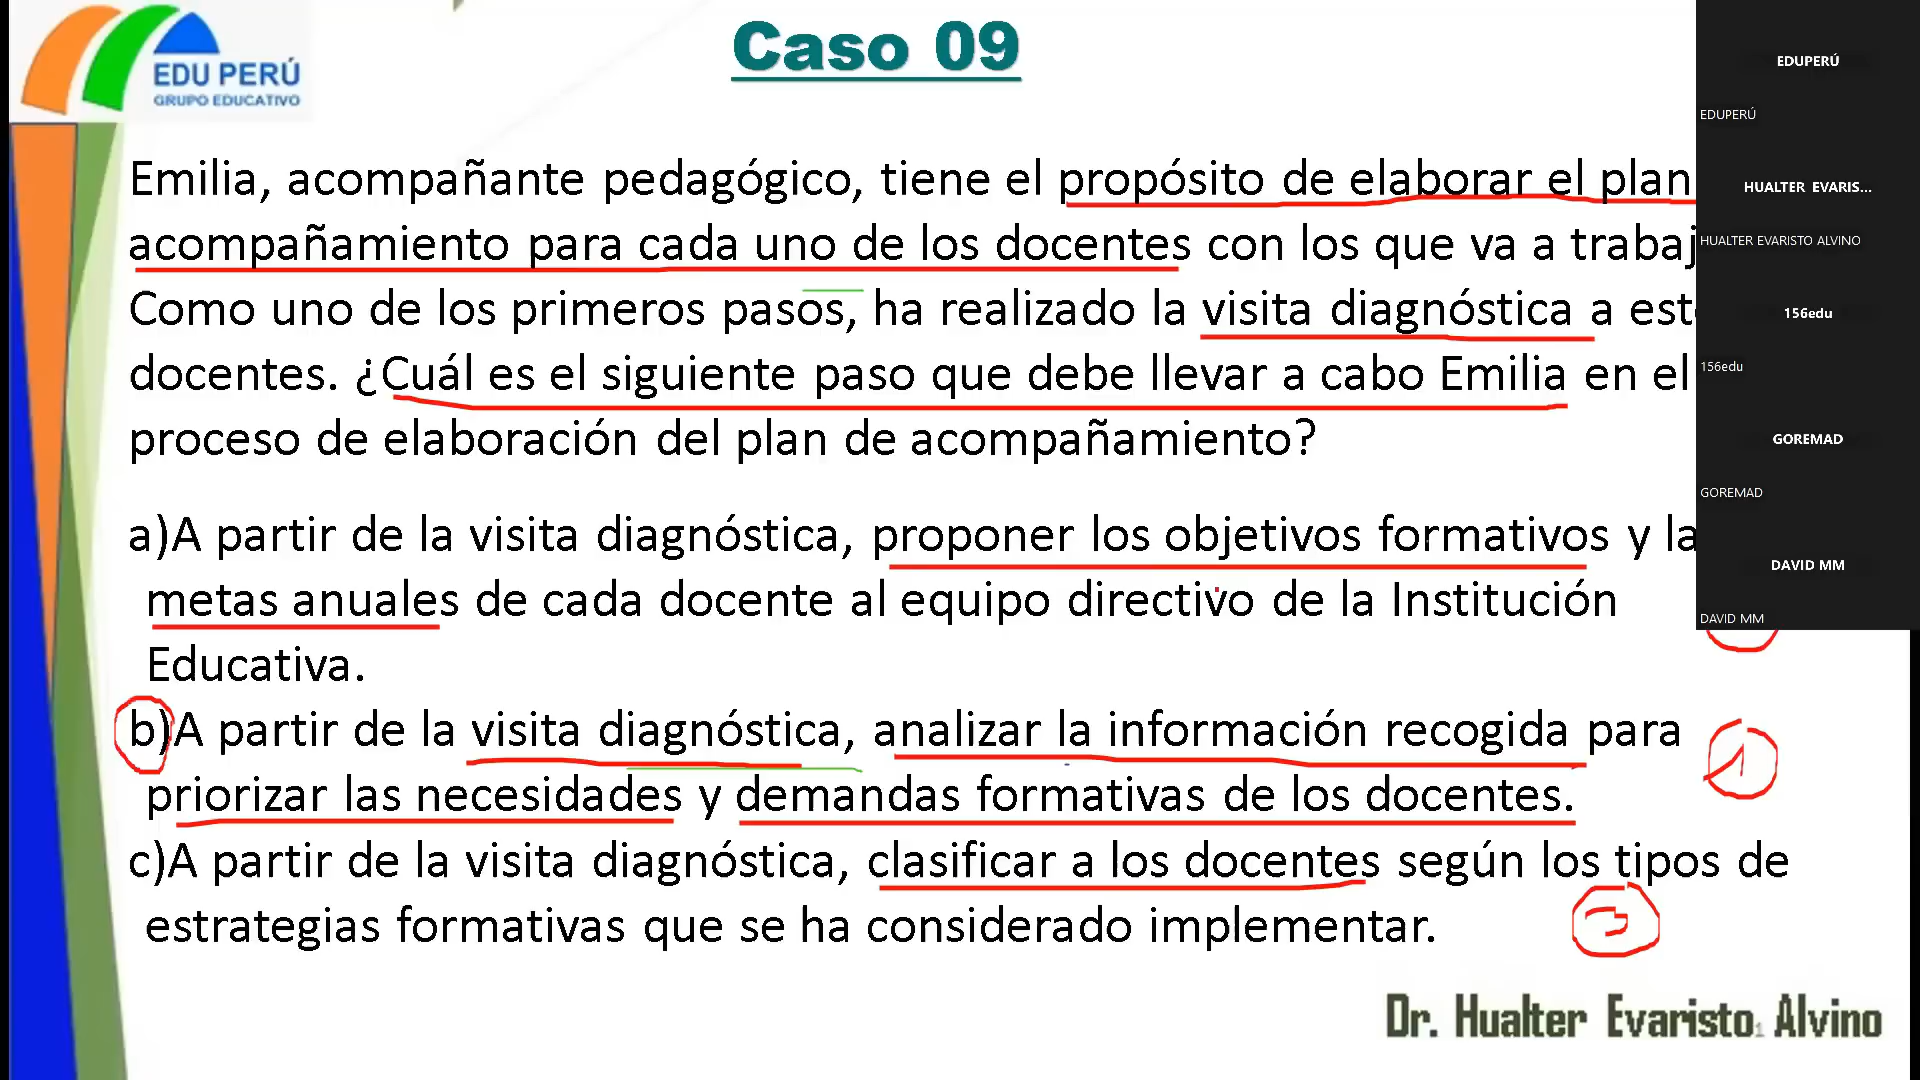 EDU PERÚ
GRUPO EDUCATIVO
Caso 09
Emilia, acompañante pedagógico, tiene el propósito de elaborar el plan
acompañamiento para cada uno de los docentes con los que va a trabaj
Como uno de los primeros pasos, ha realizado la visita diagnóstica a est
docentes. ¿Cuál es el siguiente paso que debe llevar a cabo Emilia en el
proceso de elaboración del plan de acompañamiento?
a)A partir de la visita diagnóstica, proponer los objetivos formativos y la
metas anuales de cada docente al equipo directivo de la Institución
Educativa.
b)A partir de la visita diagnóstica, analizar la información recogida para
priorizar las necesidades y demandas formativas de los docentes.
1
c)A partir de la visita diagnóstica, clasificar a los docentes según los tipos de
estrategias formativas que se ha considerado implementar.
Dr. Hualter Evaristo Alvino
EDUPERÚ
EDUPERÚ
HUALTER EVARIS...
HUALTER EVARISTO ALVINO
156edu
156edu
GOREMAD
GOREMAD
DAVID MM
DAVID MM